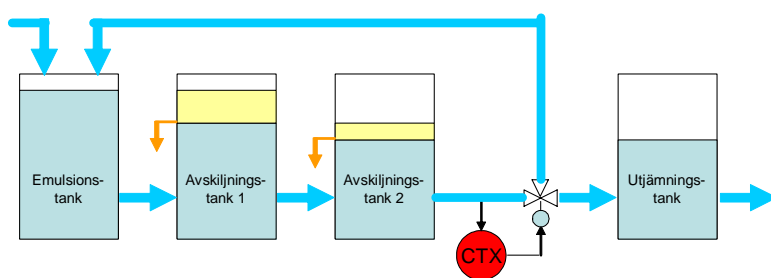 Emulsions-
tank
Avskiljnings-
tank 1
Avskiljnings-
tank 2
Utjämnings-
tank
CTX